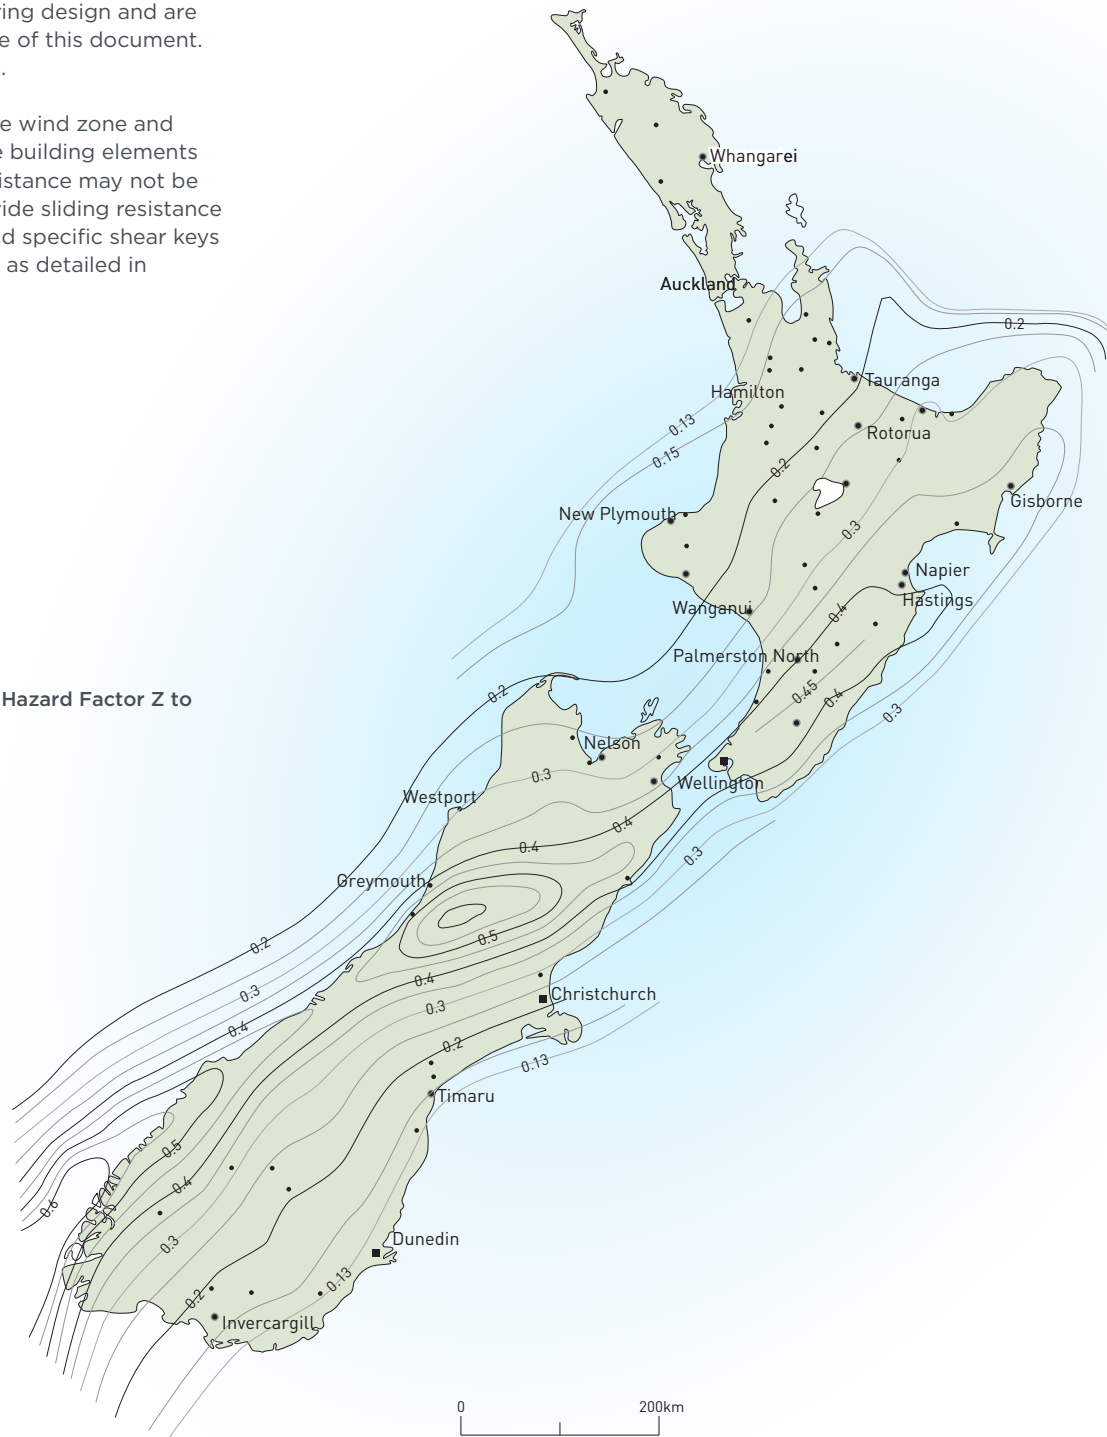 ving design and are
e of this document.
.
e wind zone and
e building elements
istance may not be
vide sliding resistance
nd specific shear keys
as detailed in
Hazard Factor Z to
Whangarei
Auckland
0.2
Tauranga
Hamilton
0.13
Rotorua
0.15
0.2
Gisborne
New Plymouth
0.3
Napier
Hastings
Wanganui
0.4
Palmerston North
0.45
0.4
0.2
0.3
Nelson
0.3
Wellington
Westport
0.4
0.4
0.3
Greymouth
0.5
0.2
0.4
0.3
Christchurch
0.3
0.4
0.2
0.13
Timaru
0.5
0.4
0.6
Dunedin
0.3
0.13
0.2
Invercargill
0
200km